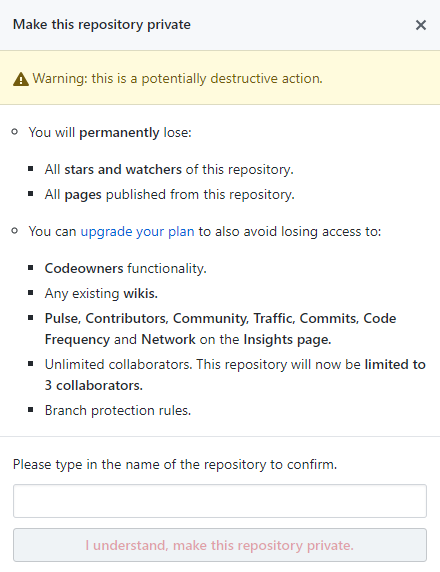 Make this repository private
Warning: this is a potentially destructive action.
You will permanently lose:
All stars and watchers of this repository.
All pages published from this repository.
You can upgrade your plan to also avoid losing access to:
Codeowners functionality.
Any existing wikis.
Pulse, Contributors, Community, Traffic, Commits, Code
Frequency and Network on the Insights page.
Unlimited collaborators. This repository will now be limited to
3 collaborators.
Branch protection rules.
Please type in the name of the repository to confirm.
I understand, make this repository private.